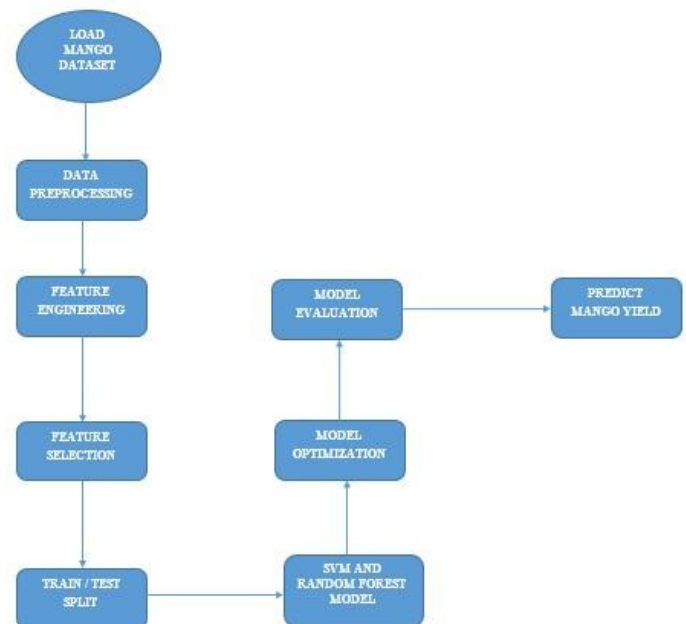 LOAD
MANGO
DATASET
DATA
PREPROCESSING
FEATURE
ENGINEERING
FEATURE
SELECTION
TRAIN / TEST
SPLIT
SVM AND
RANDOM FOREST
MODEL
MODEL
OPTIMIZATION
MODEL
EVALUATION
PREDICT
MANGO YIELD